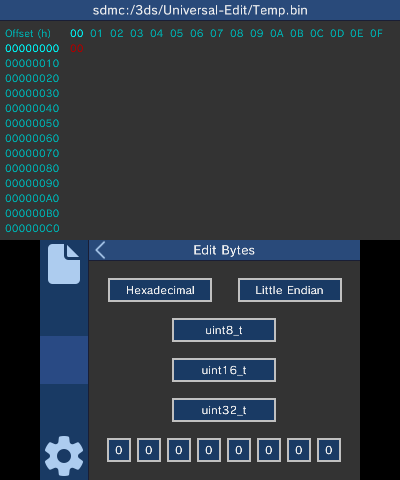 sdmc:/3ds/Universal-Edit/Temp.bin
Offset (h) 00 01 02 03 04 05 06 07 08 09 0A 0B 0C 0D 0E 0F
00000000
00000010
00000020
00000030
00000040
00000050
00000060
00000070
00000080
00000090
000000A0
000000B0
000000C0
Edit Bytes
Hexadecimal Little Endian
uint8_t
uint16_t
uint32_t
0 0 0 0 0 0 0 0